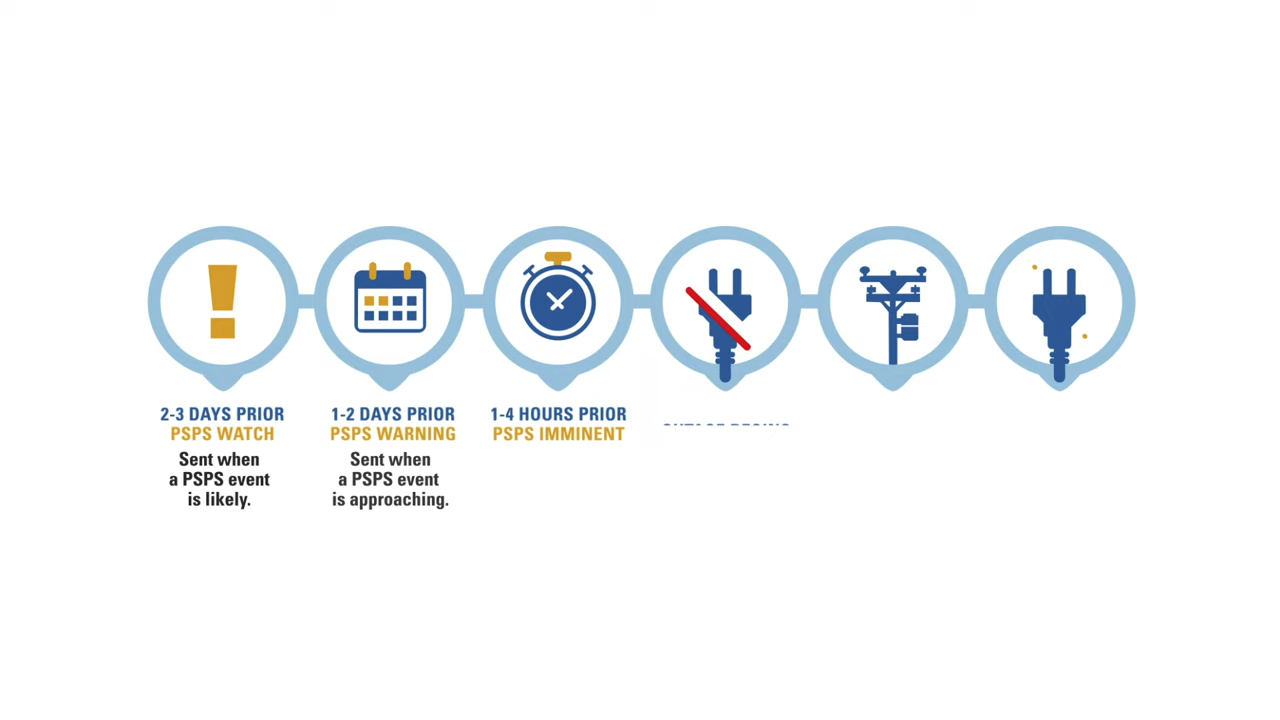 2-3 DAYS PRIOR
PSPS WATCH
Sent when
a PSPS event
is likely.
1-2 DAYS PRIOR
PSPS WARNING
Sent when
a PSPS event
is approaching.
1-4 HOURS PRIOR
PSPS IMMINENT